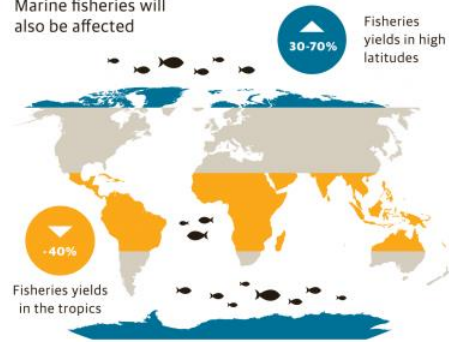 Marine fisheries will
also be affected
30-70%
Fisheries
yields in high
latitudes
-40%
Fisheries yields
in the tropics